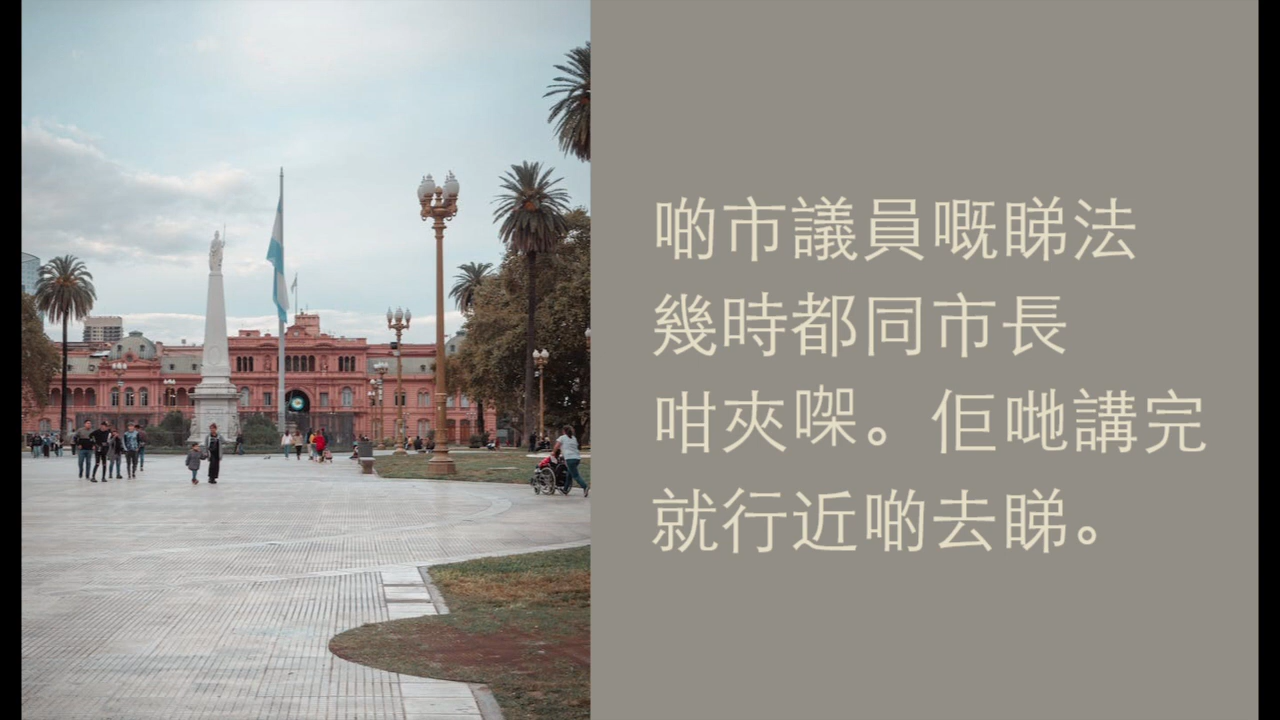 啲市議員嘅睇法
幾時都同市長
咁夾㗎。佢哋講完
就行近啲去睇。